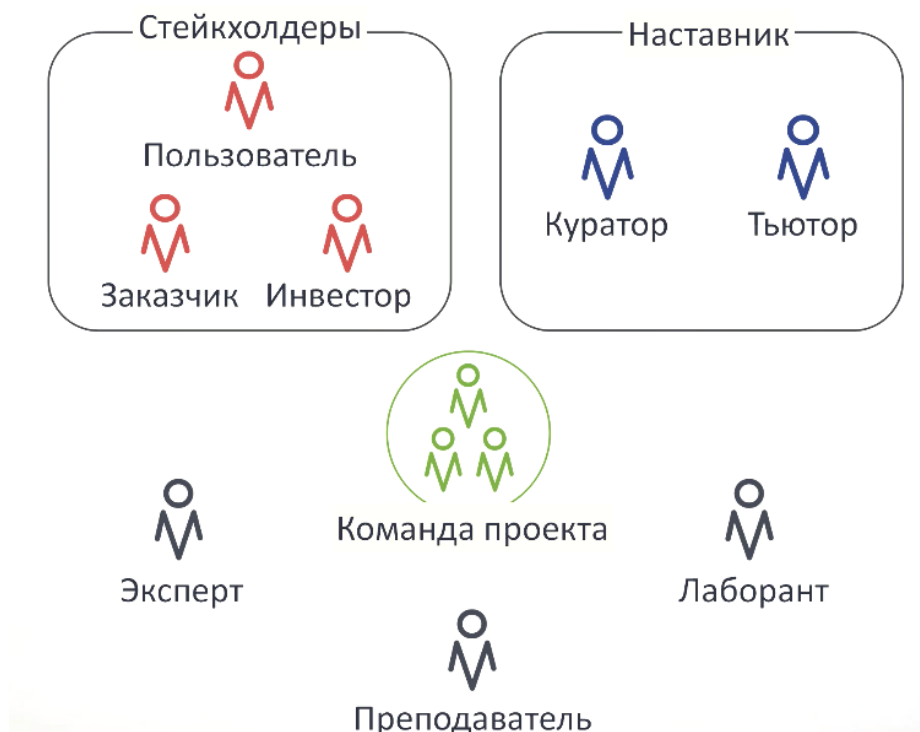 Стейкхолдеры
Наставник
Пользователь
Заказчик
Инвестор
Куратор
Тьютор
Команда проекта
Эксперт
Лаборант
Преподаватель